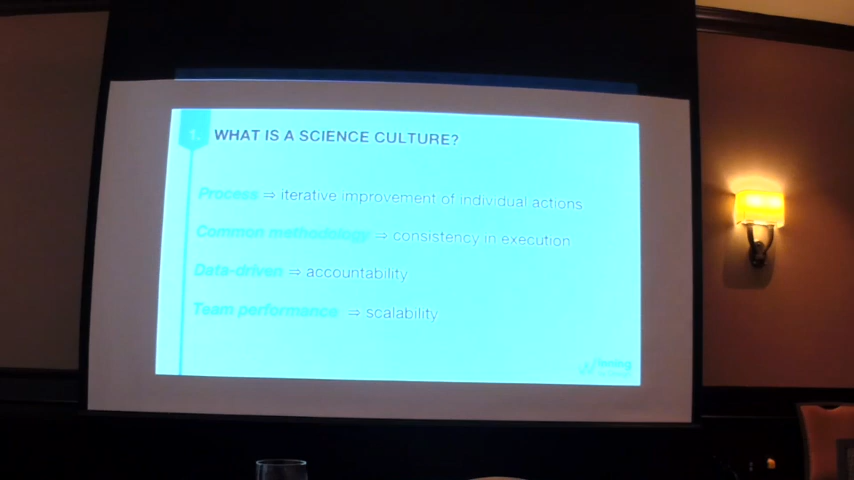 1. WHAT IS A SCIENCE CULTURE?
Process ⇒ iterative improvement of individual actions
Common methodology ⇒ consistency in execution
Data-driven ⇒ accountability
Team performance ⇒ scalability